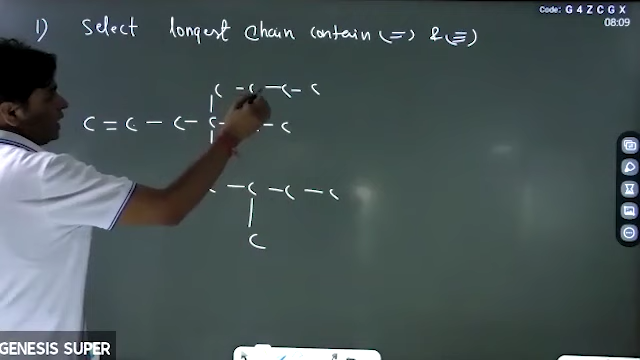 Code: G 4 Z C G X
08:09
1) Select longest chain contain (=) & (≡)
C - C - C - C
C = C - C - C - - C
C - C - C - C
C
GENESIS SUPER